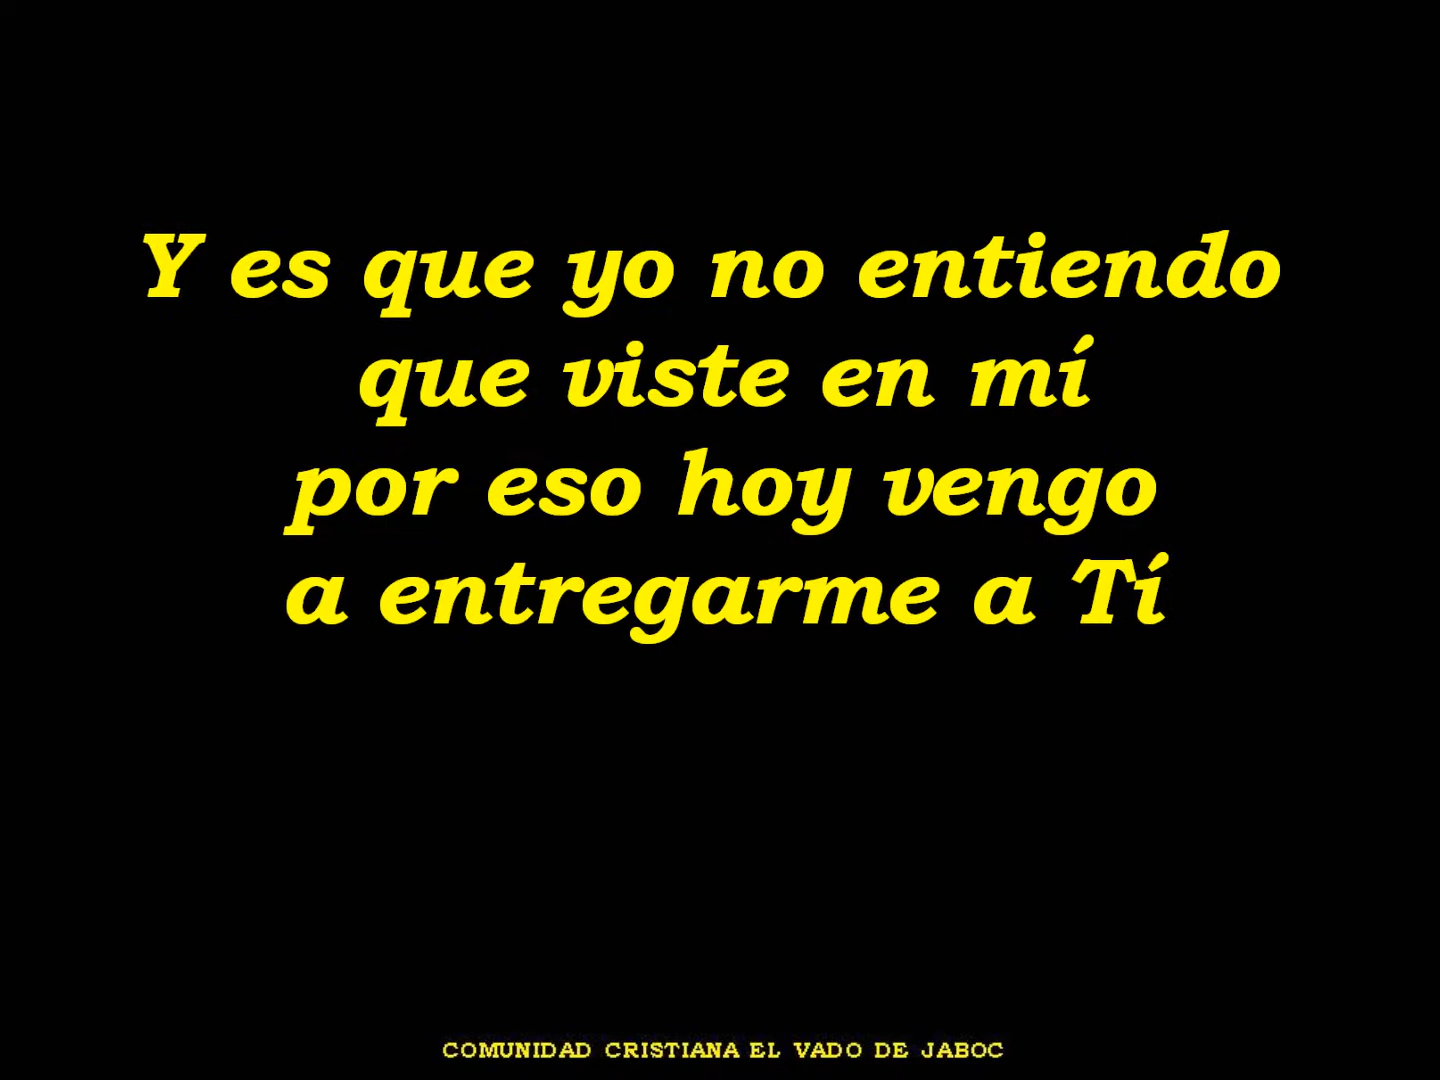 Y es que yo no entiendo
que viste en mí
por eso hoy vengo
a entregarme a Tí
COMUNIDAD CRISTIANA EL VADO DE JABOC